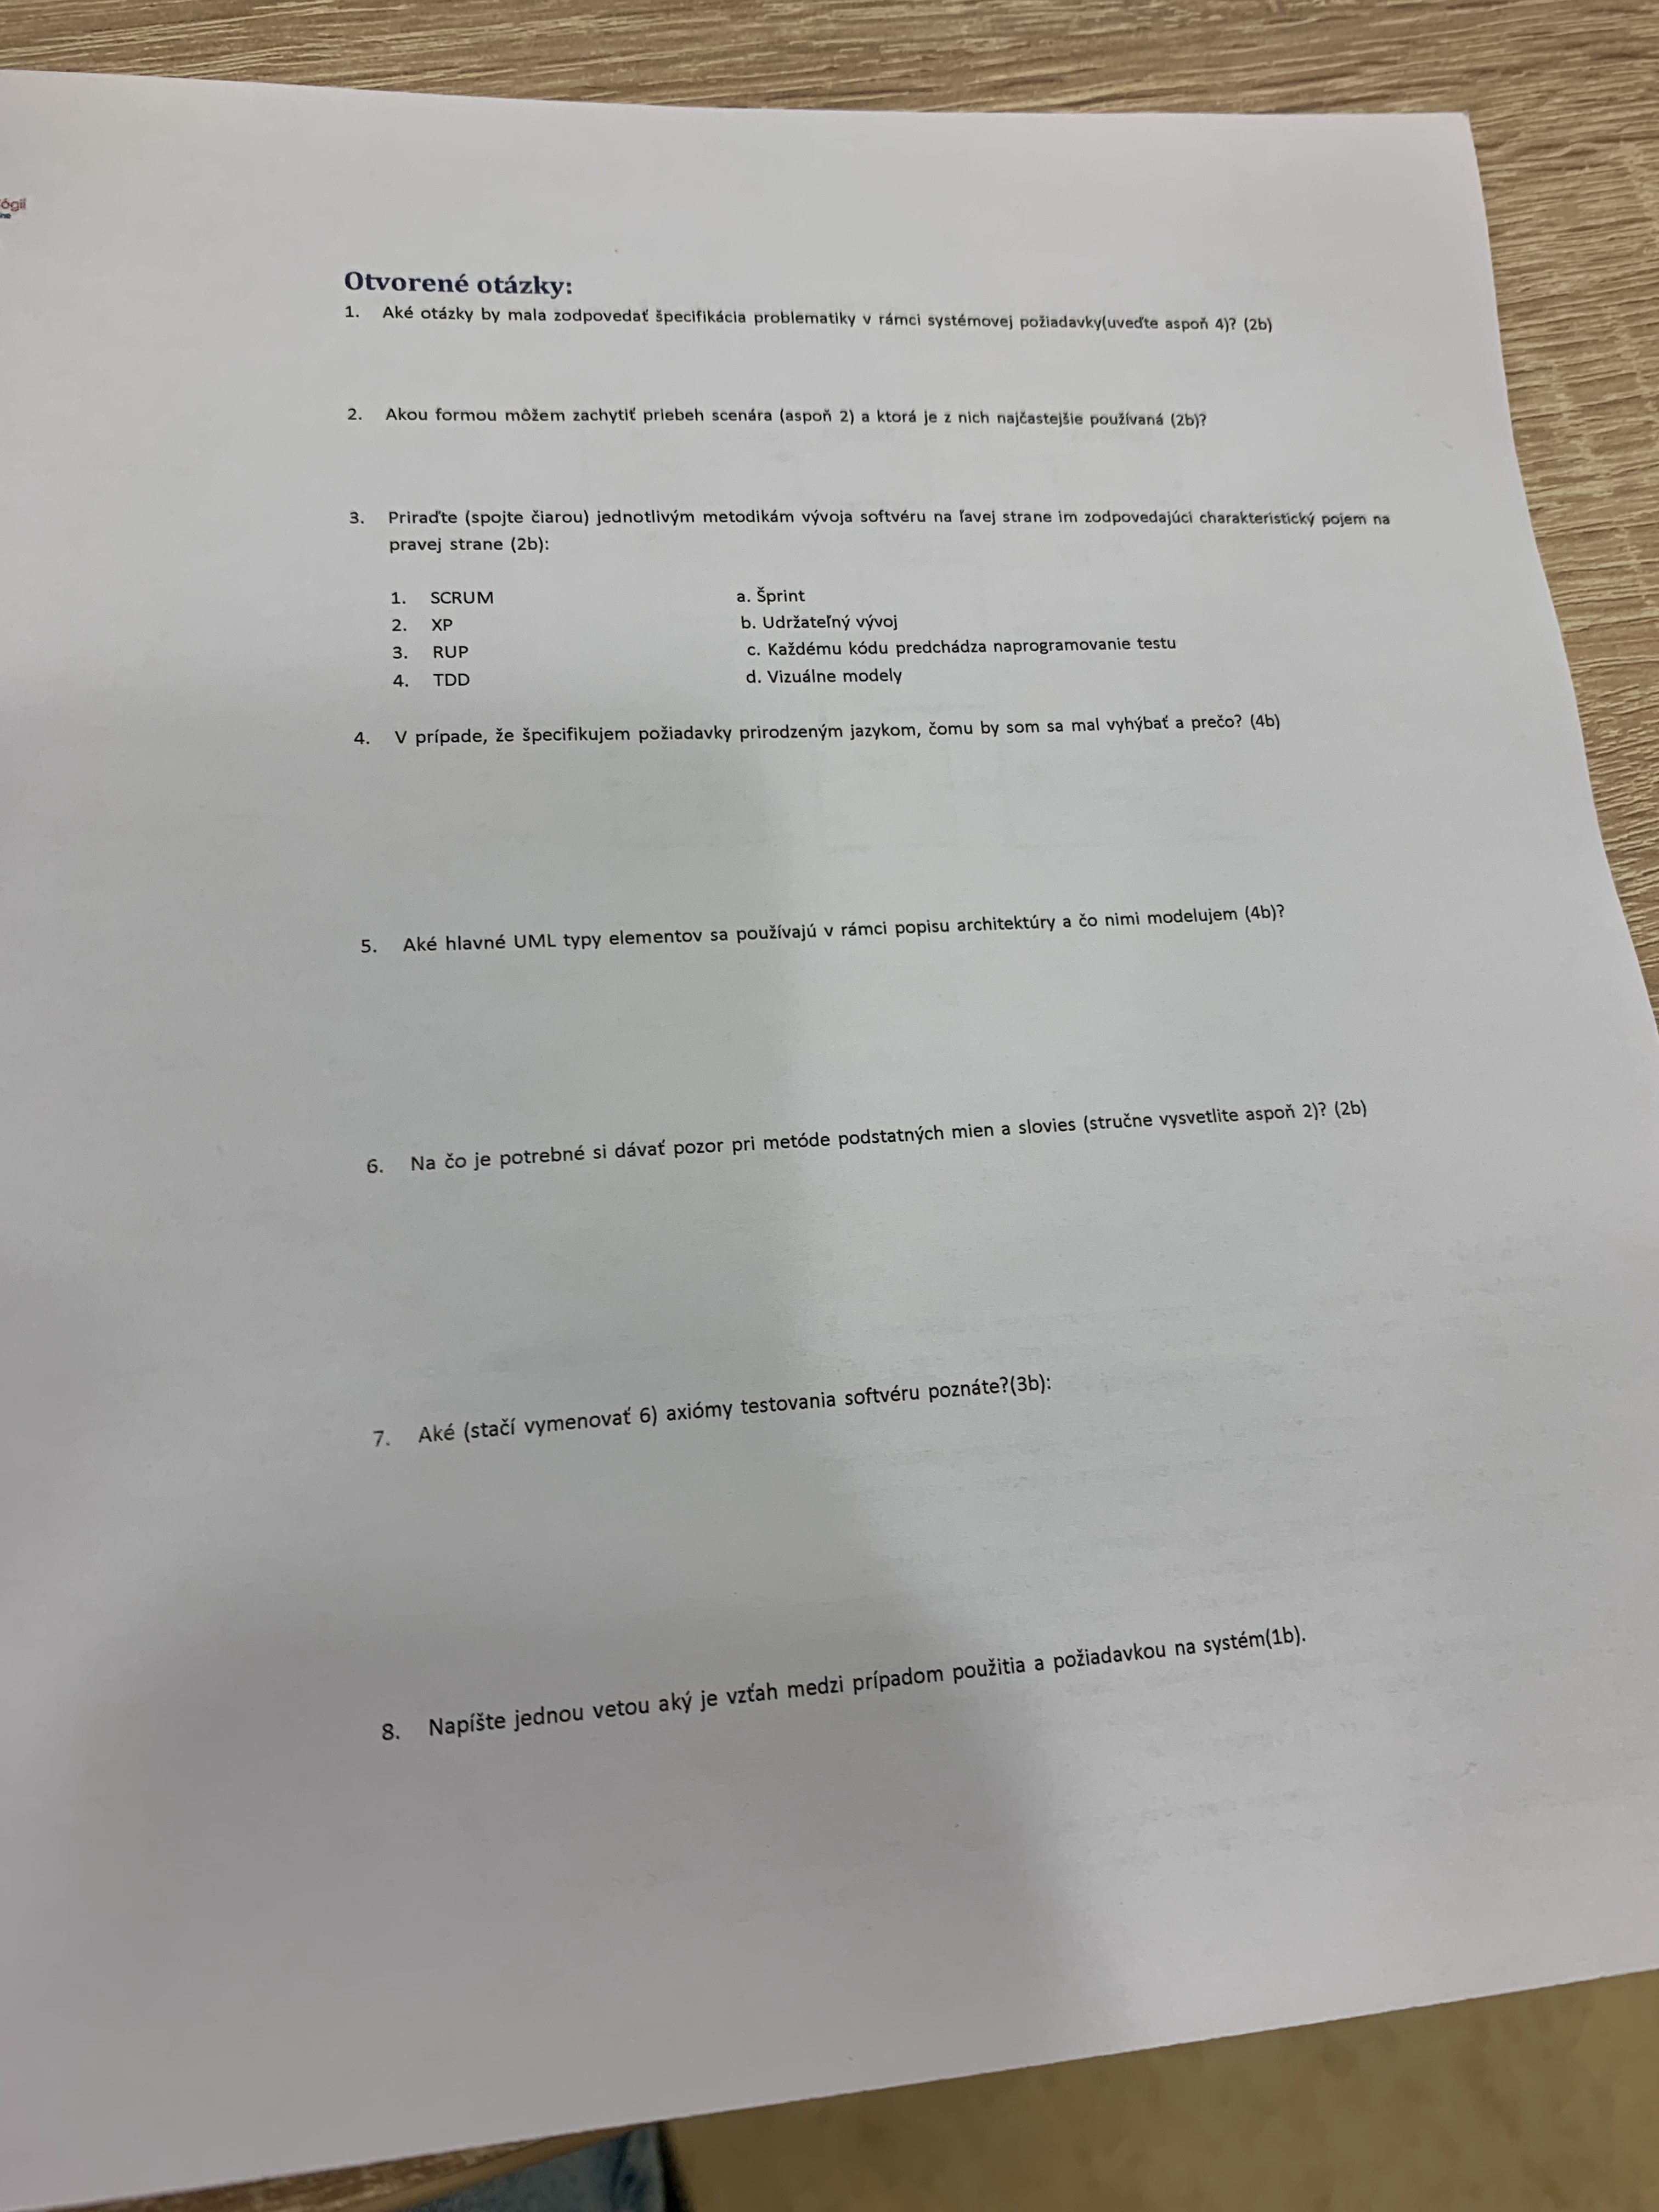 ógií
ine
Otvorené otázky:
1. Aké otázky by mala zodpovedať špecifikácia problematiky v rámci systémovej požiadavky(uveďte aspoň 4)? (2b)
2. Akou formou môžem zachytiť priebeh scenára (aspoň 2) a ktorá je z nich najčastejšie používaná (2b)?
3. Priraďte (spojte čiarou) jednotlivým metodikám vývoja softvéru na ľavej strane im zodpovedajúci charakteristický pojem na
pravej strane (2b):
1. SCRUM a. Šprint
2. XP b. Udržateľný vývoj
3. RUP c. Každému kódu predchádza naprogramovanie testu
4. TDD d. Vizuálne modely
4. V prípade, že špecifikujem požiadavky prirodzeným jazykom, čomu by som sa mal vyhýbať a prečo? (4b)
5. Aké hlavné UML typy elementov sa používajú v rámci popisu architektúry a čo nimi modelujem (4b)?
6. Na čo je potrebné si dávať pozor pri metóde podstatných mien a slovies (stručne vysvetlite aspoň 2)? (2b)
7. Aké (stačí vymenovať 6) axiómy testovania softvéru poznáte?(3b):
8. Napíšte jednou vetou aký je vzťah medzi prípadom použitia a požiadavkou na systém(1b).